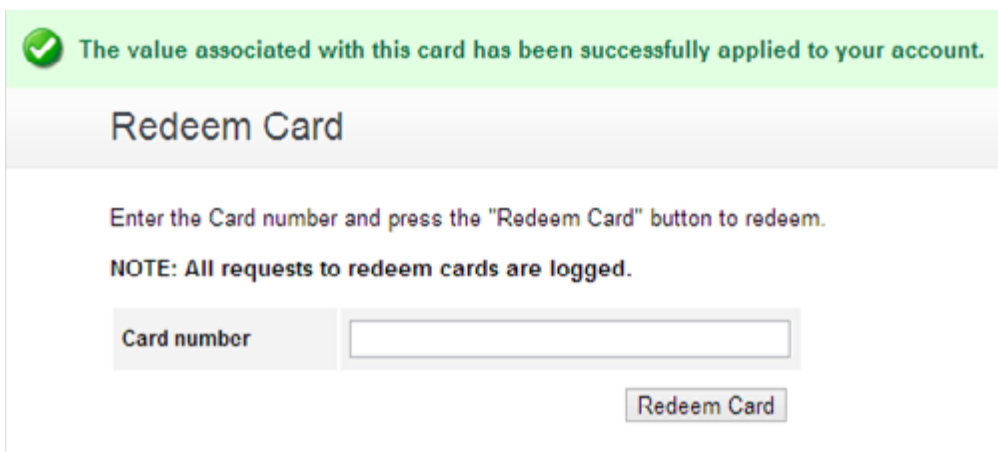 The value associated with this card has been successfully applied to your account.
Redeem Card
Enter the Card number and press the "Redeem Card" button to redeem.
NOTE: All requests to redeem cards are logged.
Card number
Redeem Card